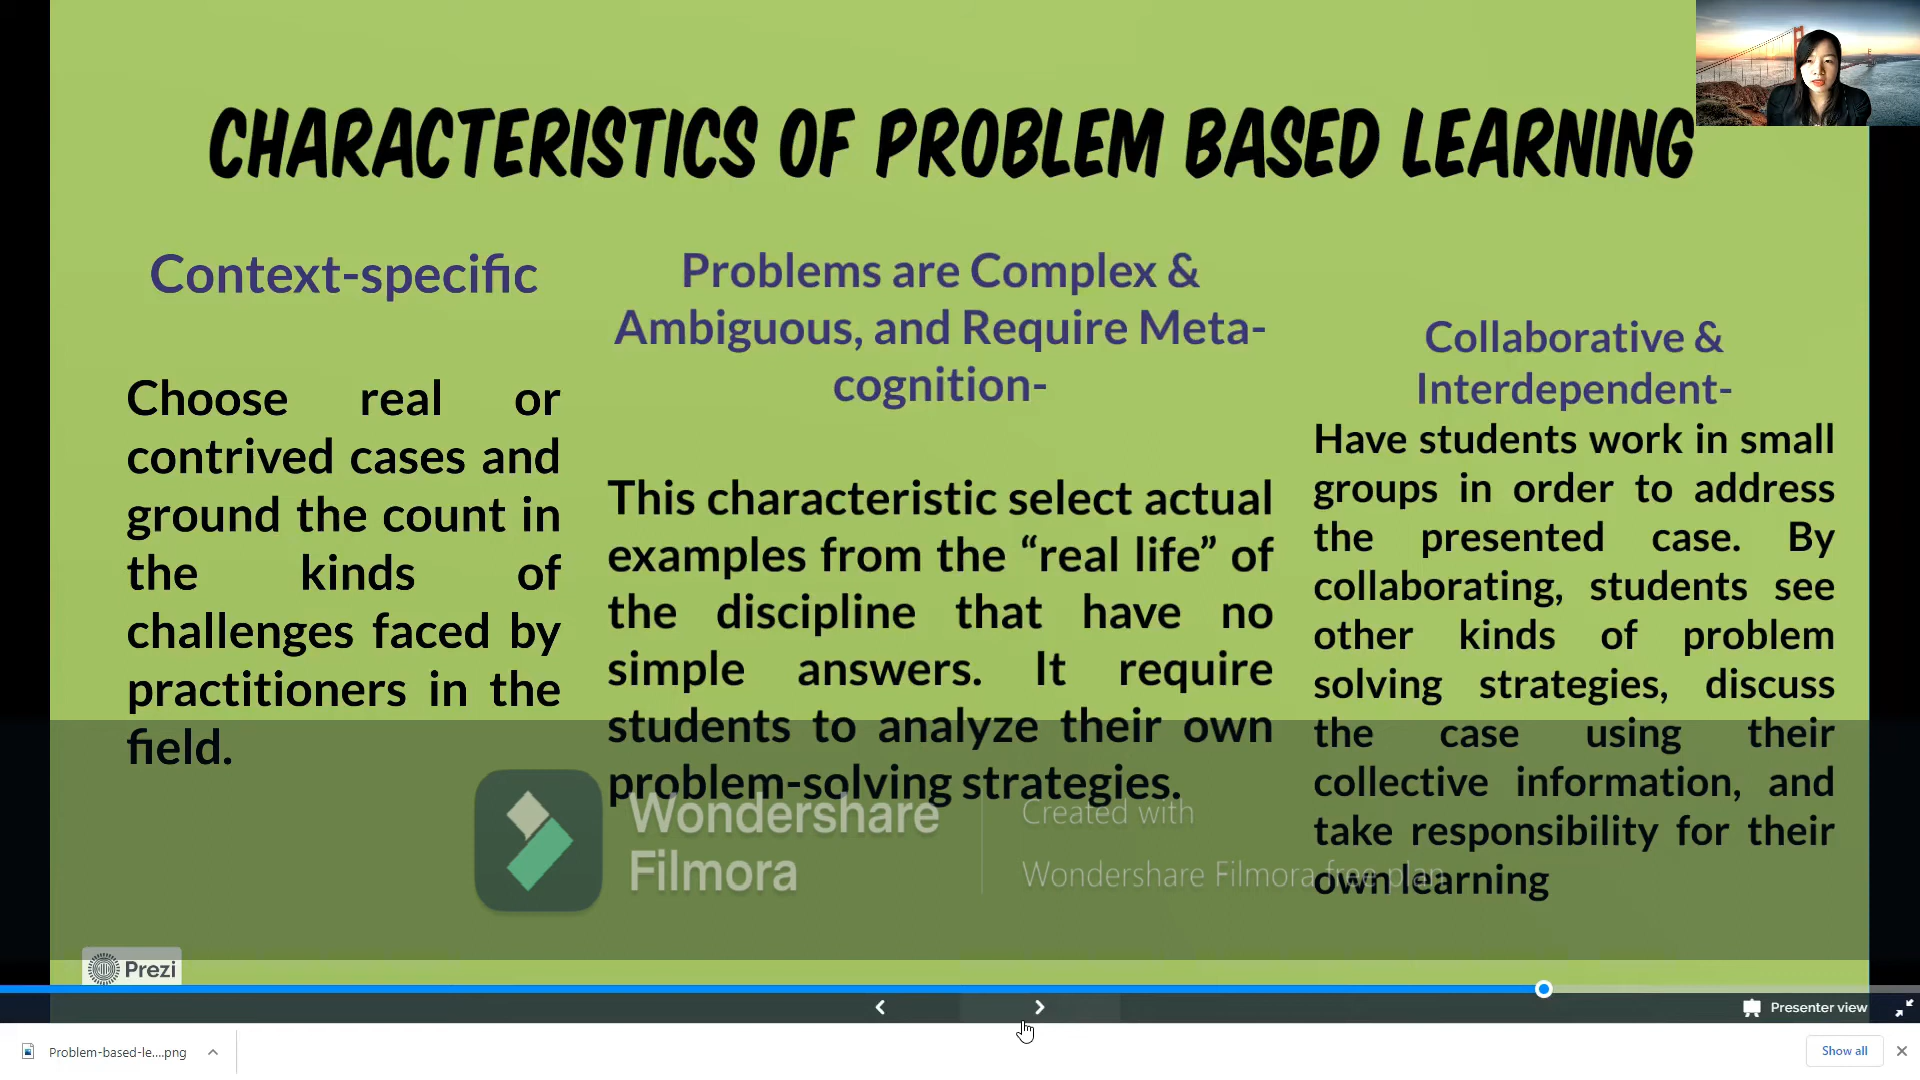 CHARACTERISTICS OF PROBLEM BASED LEARNING
Context-specific
Choose real or
contrived cases and
ground the count in
the kinds of
challenges faced by
practitioners in the
field.
Problems are Complex &
Ambiguous, and Require Meta-
cognition-
This characteristic select actual
examples from the “real life” of
the discipline that have no
simple answers. It require
students to analyze their own
problem-solving strategies.
Collaborative &
Interdependent-
Have students work in small
groups in order to address
the presented case. By
collaborating, students see
other kinds of problem
solving strategies, discuss
the case using their
collective information, and
take responsibility for their
own learning
Wondershare
Filmora
Created with
Wondershare Filmora free plan
Prezi
Presenter view
Problem-based-le....png
Show all